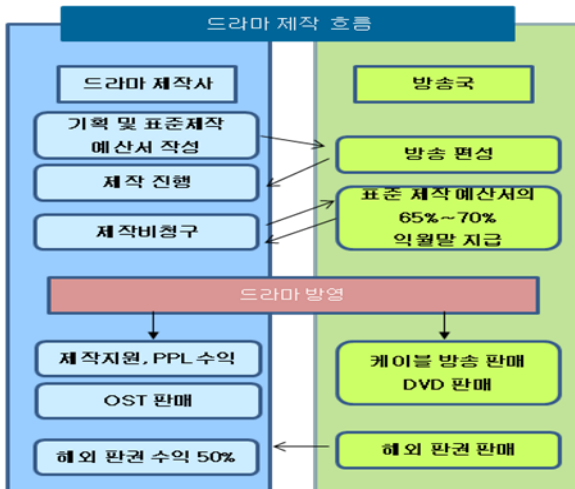 드라마 제작 흐름
드라마 제작사
방송국
기획 및 표준제작
예산서 작성
방송 편성
제작 진행
표준 제작 예산서의
65%~70%
익월말 지급
제작비청구
드라마 방영
제작지원, PPL 수익
케이블 방송 판매
DVD 판매
OST 판매
해외 판권 판매
해외 판권 수익 50%